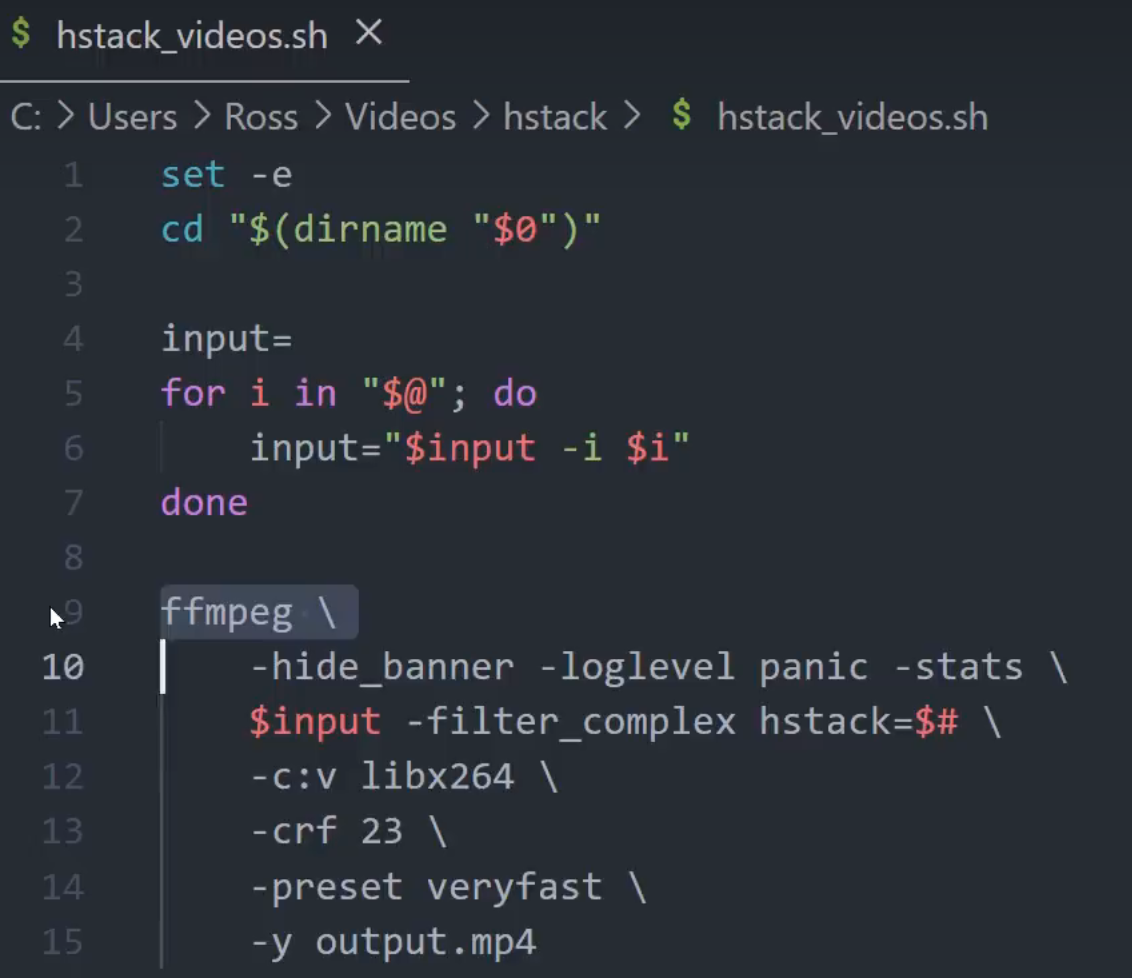 $ hstack_videos.sh ×
C: > Users > Ross > Videos > hstack > $ hstack_videos.sh
1 set -e
2 cd "$(dirname "$0")"
3
4 input=
5 for i in "$@"; do
6     input="$input -i $i"
7 done
8
9 ffmpeg \
10     -hide_banner -loglevel panic -stats \
11     $input -filter_complex hstack=$# \
12     -c:v libx264 \
13     -crf 23 \
14     -preset veryfast \
15     -y output.mp4